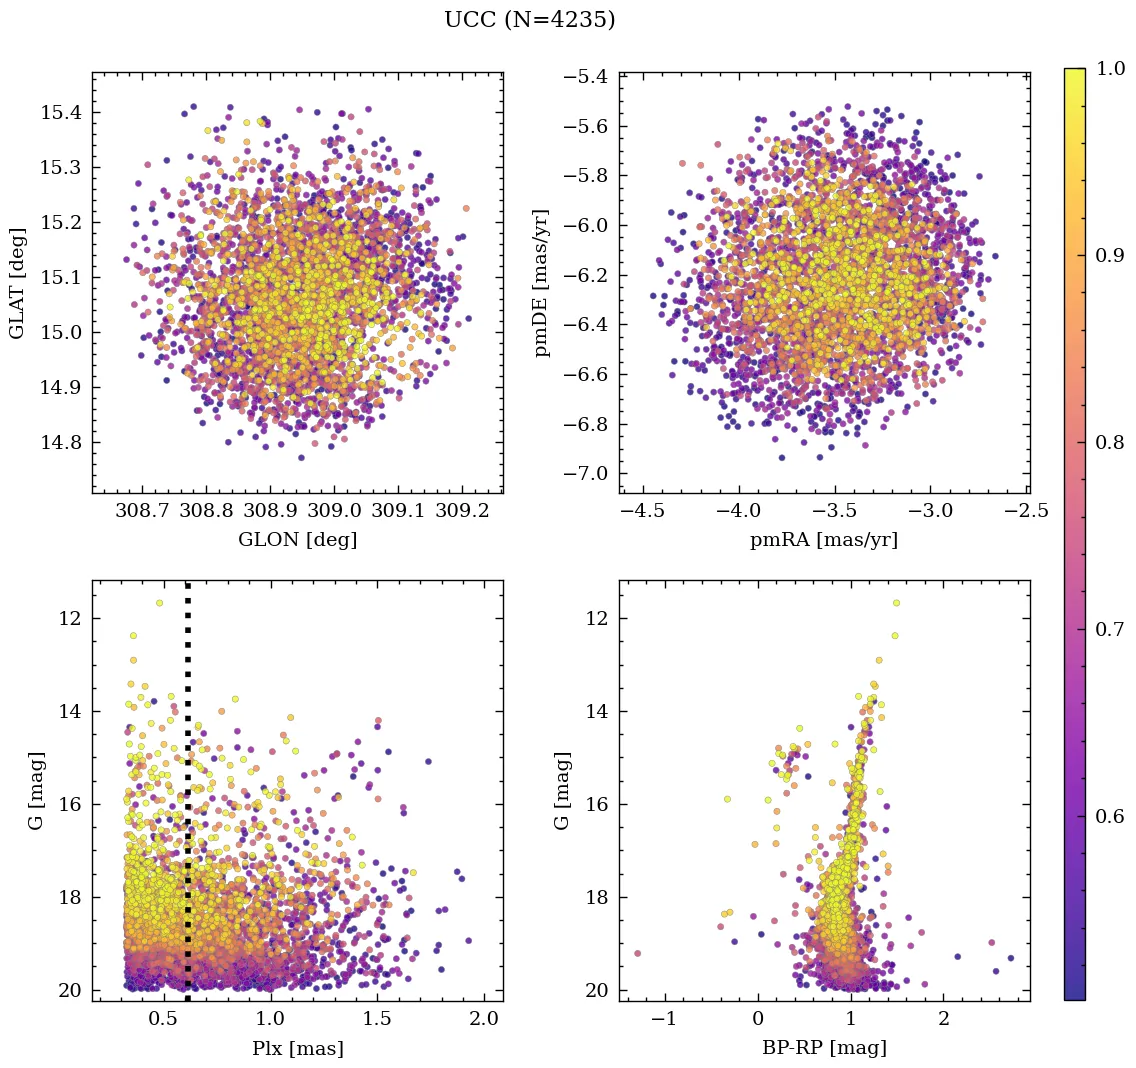 UCC (N=4235)
15.4
15.3
15.2
15.1
15.0
14.9
14.8
GLAT [deg]
308.7 308.8 308.9 309.0 309.1 309.2
GLON [deg]
−5.4
−5.6
−5.8
−6.0
−6.2
−6.4
−6.6
−6.8
−7.0
pmDE [mas/yr]
−4.5 −4.0 −3.5 −3.0 −2.5
pmRA [mas/yr]
12
14
16
18
20
G [mag]
0.5 1.0 1.5 2.0
Plx [mas]
12
14
16
18
20
G [mag]
−1 0 1 2
BP-RP [mag]
1.0
0.9
0.8
0.7
0.6